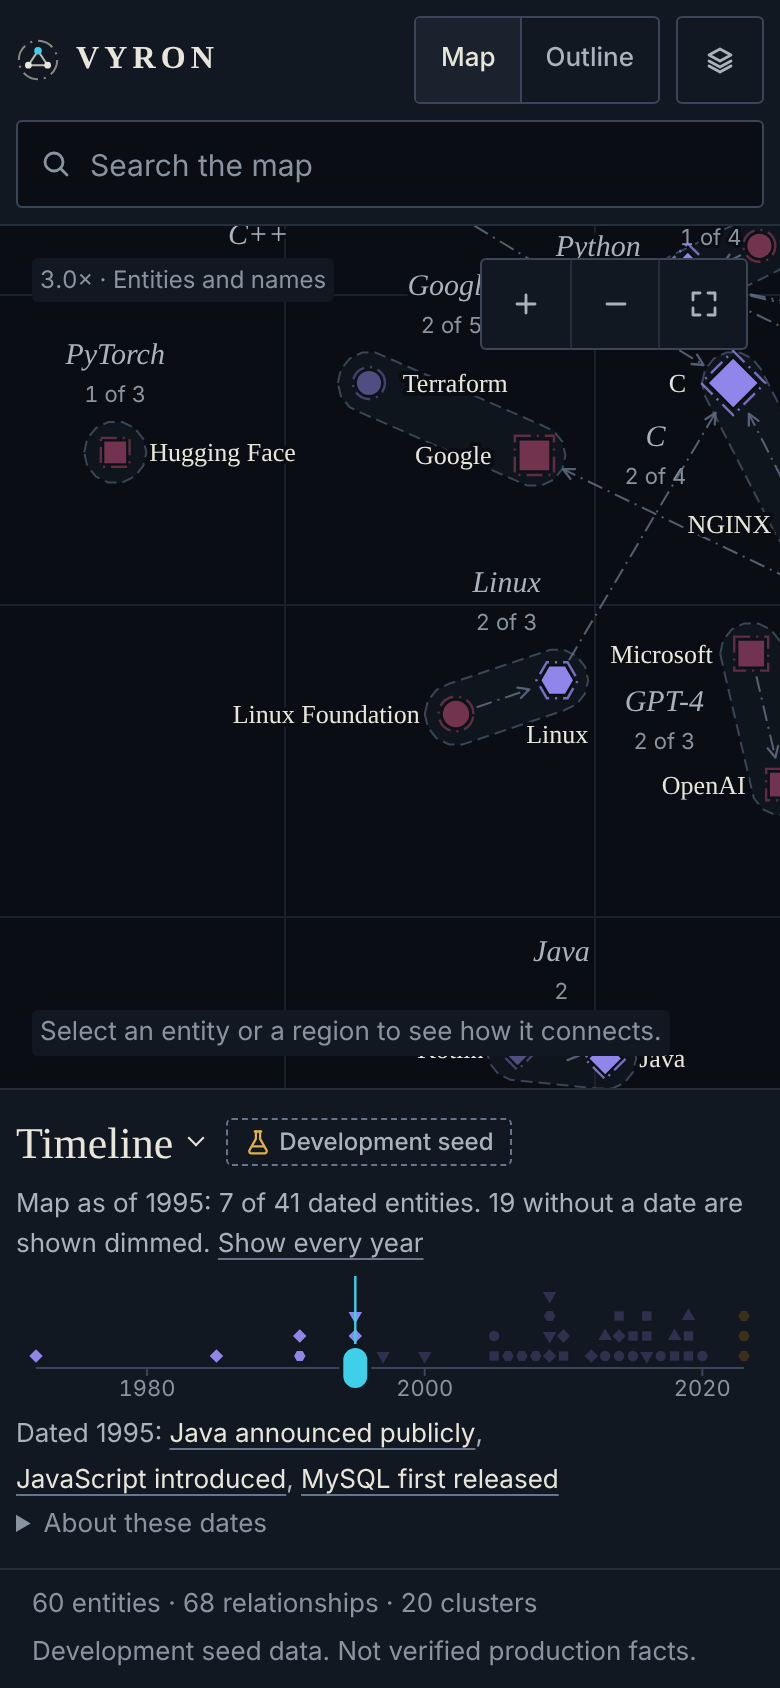 VYRON
Map
Outline
Search the map
C++
Python
1 of 4
3.0× · Entities and names
2 of 5
PyTorch
1 of 3
Terraform
C
Hugging Face
Google
C
2 of 4
NGINX
Linux
2 of 3
Microsoft
GPT-4
2 of 3
Linux Foundation
Linux
OpenAI
Java
2
Select an entity or a region to see how it connects.
Java
Timeline
Development seed
Map as of 1995: 7 of 41 dated entities. 19 without a date are
shown dimmed. Show every year
1980
2000
2020
Dated 1995: Java announced publicly,
JavaScript introduced, MySQL first released
About these dates
60 entities · 68 relationships · 20 clusters
Development seed data. Not verified production facts.